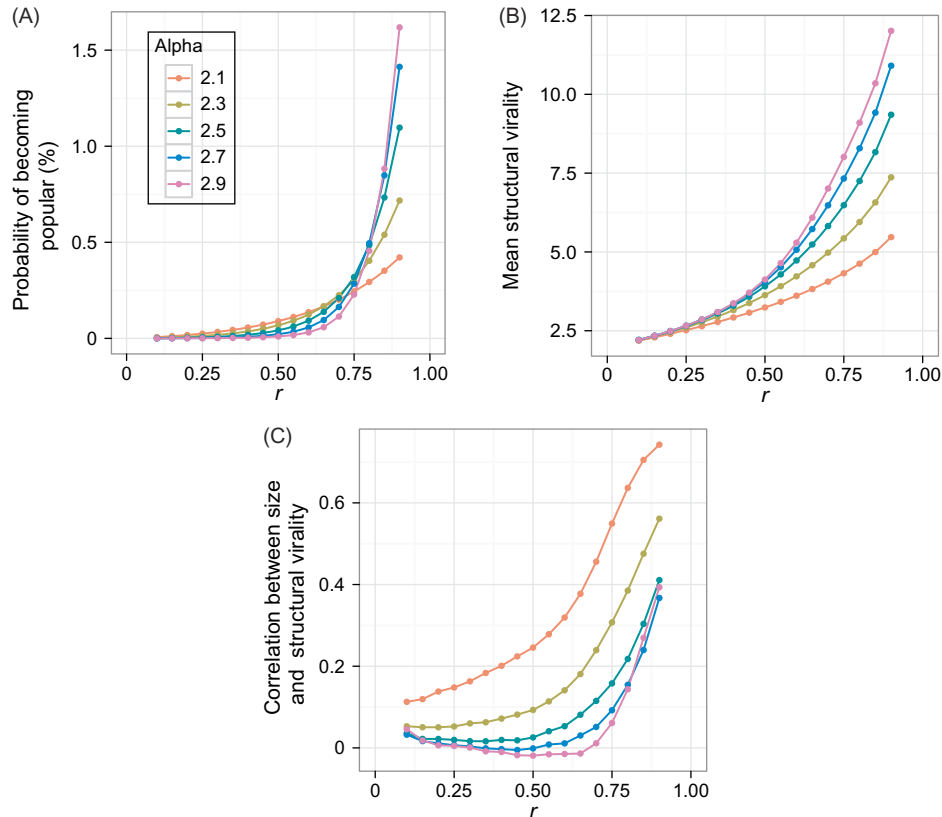 (A)
Probability of becoming
popular (%)
1.5
1.0
0.5
0
Alpha
2.1
2.3
2.5
2.7
2.9
0
0.25
0.50
0.75
1.00
r
(B)
Mean structural virality
12.5
10.0
7.5
5.0
2.5
0
0.25
0.50
0.75
1.00
r
(C)
Correlation between size
and structural virality
0.6
0.4
0.2
0
0
0.25
0.50
0.75
1.00
r